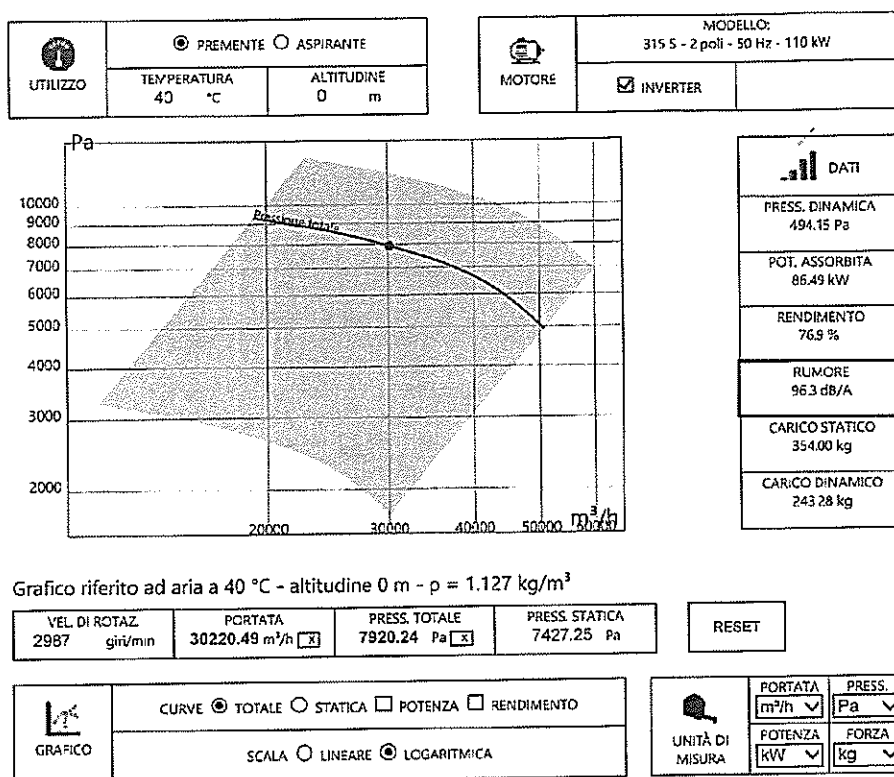 UTILIZZO
PREMENTE ASPIRANTE
TEMPERATURA
40 °C
ALTITUDINE
0 m
MOTORE
MODELLO:
315 S - 2 poli - 50 Hz - 110 kW
INVERTER
Pa
10000
9000
8000
7000
6000
5000
4000
3000
2000
Pressione totale
20000 30000 40000 50000 60000
m³/h
DATI
PRESS. DINAMICA
494.15 Pa
POT. ASSORBITA
86.49 kW
RENDIMENTO
76.9 %
RUMORE
96.3 dB/A
CARICO STATICO
354.00 kg
CARICO DINAMICO
243.28 kg
Grafico riferito ad aria a 40 °C - altitudine 0 m - ρ = 1.127 kg/m³
VEL. DI ROTAZ.
2987 giri/min
PORTATA
30220.49 m³/h X
PRESS. TOTALE
7920.24 Pa X
PRESS. STATICA
7427.25 Pa
RESET
GRAFICO
CURVE TOTALE STATICA POTENZA RENDIMENTO
SCALA LINEARE LOGARITMICA
UNITÀ DI
MISURA
PORTATA
m³/h
PRESS.
Pa
POTENZA
kW
FORZA
kg